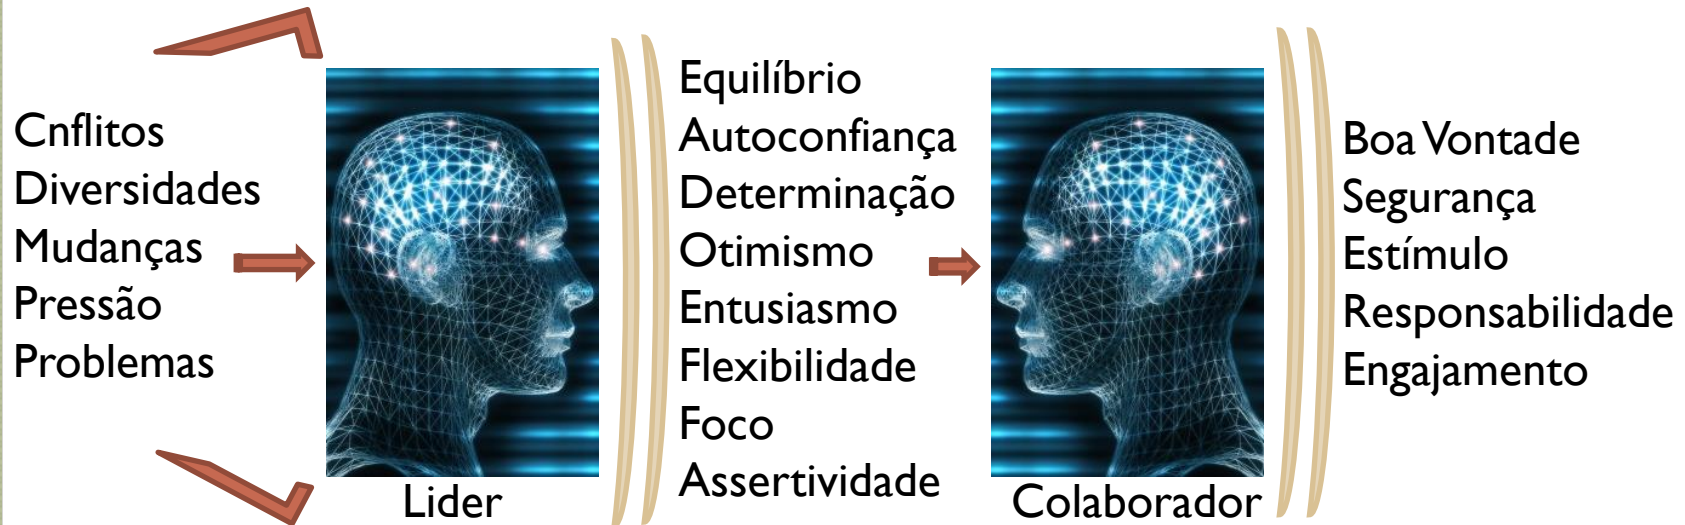 Cnflitos
Diversidades
Mudanças
Pressão
Problemas
Lider
Equilíbrio
Autoconfiança
Determinação
Otimismo
Entusiasmo
Flexibilidade
Foco
Assertividade
Colaborador
Boa Vontade
Segurança
Estímulo
Responsabilidade
Engajamento